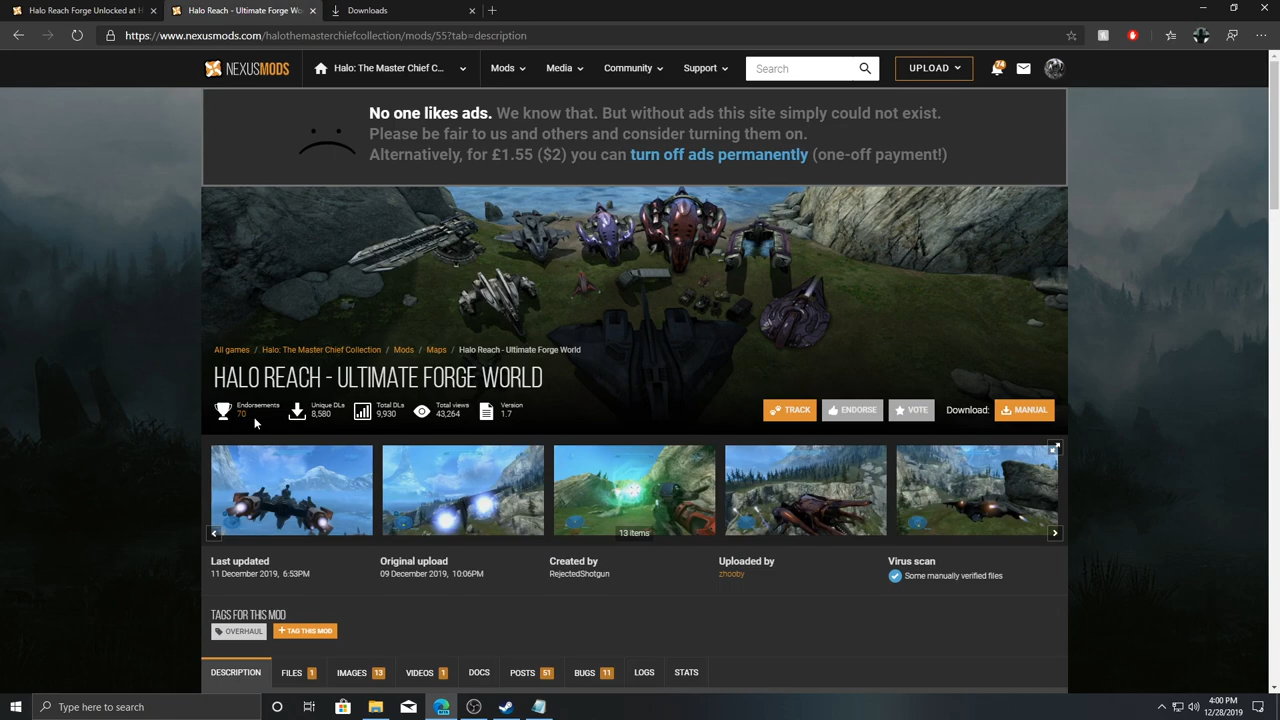 Halo Reach Forge Unlocked at H
Halo Reach - Ultimate Forge Wo
Downloads
https://www.nexusmods.com/halothemasterchiefcollection/mods/55?tab=description
NEXUSMODS
Halo: The Master Chief C...
Mods
Media
Community
Support
Search
UPLOAD
74
No one likes ads. We know that. But without ads this site simply could not exist.
Please be fair to us and others and consider turning them on.
Alternatively, for £1.55 ($2) you can turn off ads permanently (one-off payment!)
All games / Halo: The Master Chief Collection / Mods / Maps / Halo Reach - Ultimate Forge World
HALO REACH - ULTIMATE FORGE WORLD
Endorsements
70
Unique DLs
8,580
Total DLs
9,930
Total views
43,264
Version
1.7
TRACK
ENDORSE
VOTE
Download:
MANUAL
13 items
Last updated
11 December 2019, 6:53PM
Original upload
09 December 2019, 10:06PM
Created by
RejectedShotgun
Uploaded by
zhooby
Virus scan
Some manually verified files
TAGS FOR THIS MOD
OVERHAUL
+ TAG THIS MOD
DESCRIPTION
FILES 1
IMAGES 13
VIDEOS 1
DOCS
POSTS 51
BUGS 11
LOGS
STATS
Type here to search
4:00 PM
12/28/2019